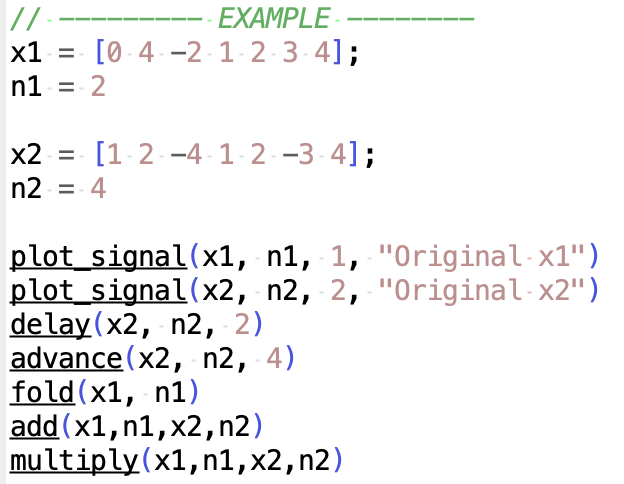 // --------- EXAMPLE --------
x1 = [0 4 -2 1 2 3 4];
n1 = 2
x2 = [1 2 -4 1 2 -3 4];
n2 = 4
plot_signal(x1, n1, 1, "Original x1")
plot_signal(x2, n2, 2, "Original x2")
delay(x2, n2, 2)
advance(x2, n2, 4)
fold(x1, n1)
add(x1,n1,x2,n2)
multiply(x1,n1,x2,n2)